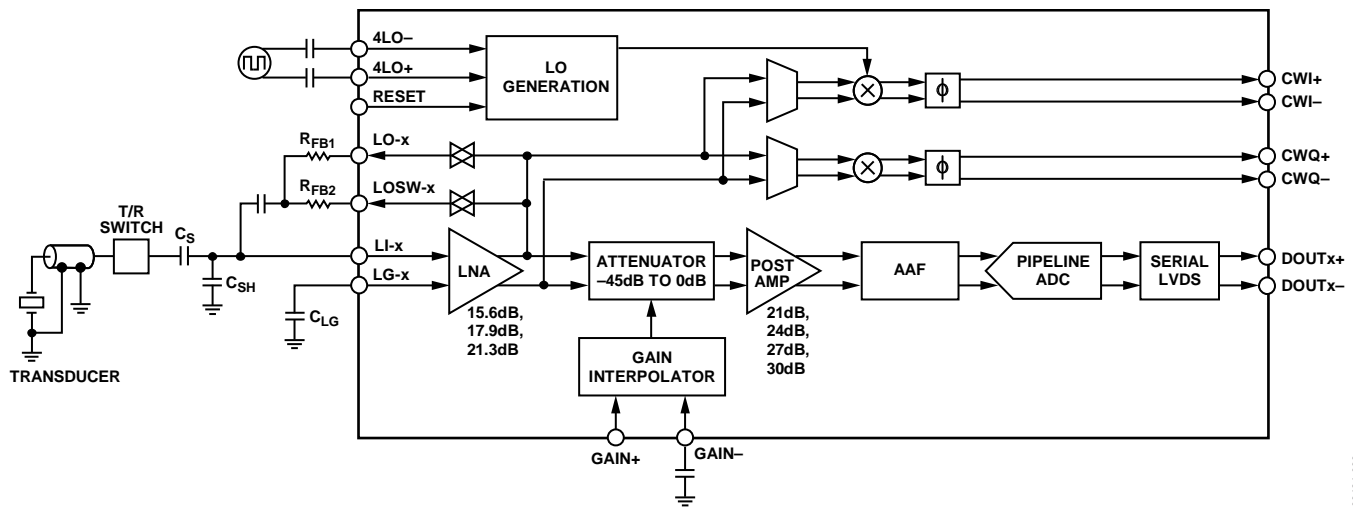 4LO–
4LO+
RESET
LO
GENERATION
CWI+
CWI–
R_FB1
LO-x
R_FB2
LOSW-x
CWQ+
CWQ–
T/R
SWITCH
C_S
LI-x
LG-x
LNA
15.6dB,
17.9dB,
21.3dB
ATTENUATOR
–45dB TO 0dB
POST
AMP
21dB,
24dB,
27dB,
30dB
AAF
PIPELINE
ADC
SERIAL
LVDS
DOUTx+
DOUTx–
C_SH
C_LG
TRANSDUCER
GAIN
INTERPOLATOR
GAIN+
GAIN–